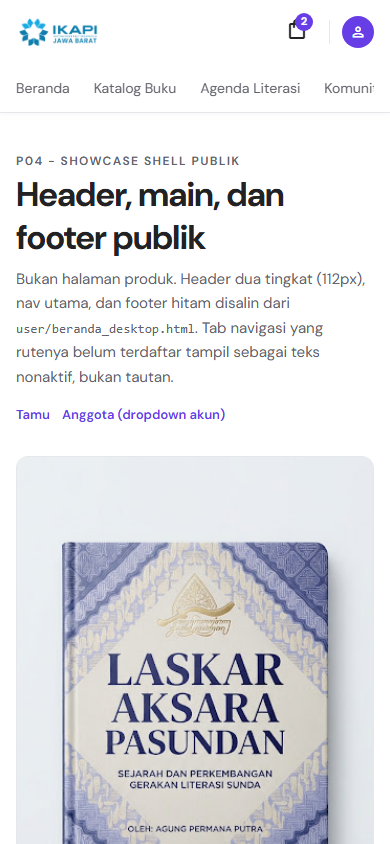 IKAPI
JAWA BARAT
2
Beranda Katalog Buku Agenda Literasi Komunit
P04 - SHOWCASE SHELL PUBLIK
Header, main, dan
footer publik
Bukan halaman produk. Header dua tingkat (112px),
nav utama, dan footer hitam disalin dari
user/beranda_desktop.html. Tab navigasi yang
rutenya belum terdaftar tampil sebagai teks
nonaktif, bukan tautan.
Tamu Anggota (dropdown akun)
LASKAR
AKSARA
PASUNDAN
SEJARAH DAN PERKEMBANGAN
GERAKAN LITERASI SUNDA
OLEH: AGUNG PERMANA PUTRA